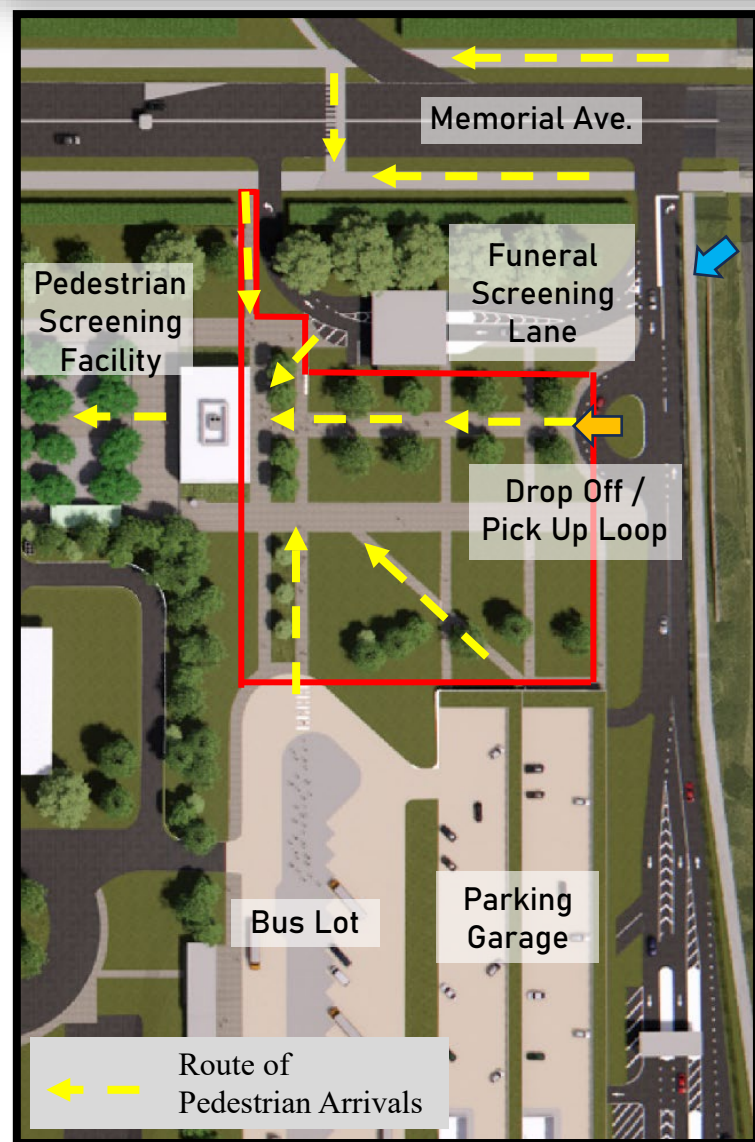 Memorial Ave.
Funeral
Screening
Lane
Pedestrian
Screening
Facility
Drop Off /
Pick Up Loop
Bus Lot
Parking
Garage
Route of
Pedestrian Arrivals